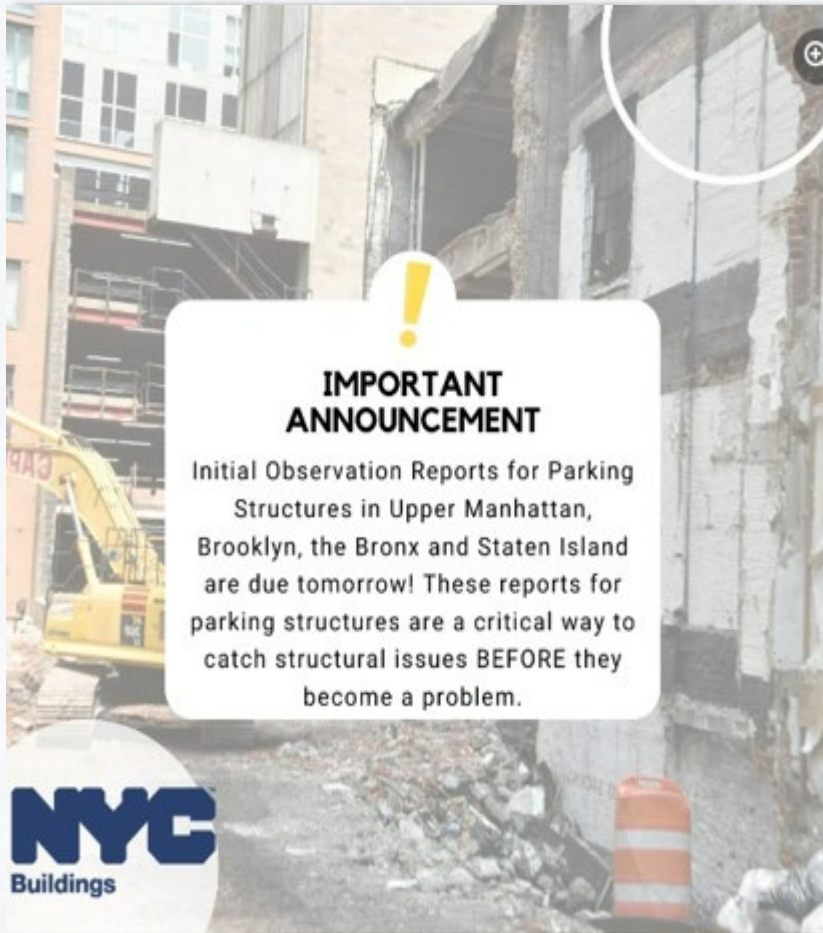 !
IMPORTANT
ANNOUNCEMENT
Initial Observation Reports for Parking
Structures in Upper Manhattan,
Brooklyn, the Bronx and Staten Island
are due tomorrow! These reports for
parking structures are a critical way to
catch structural issues BEFORE they
become a problem.
NYC
Buildings